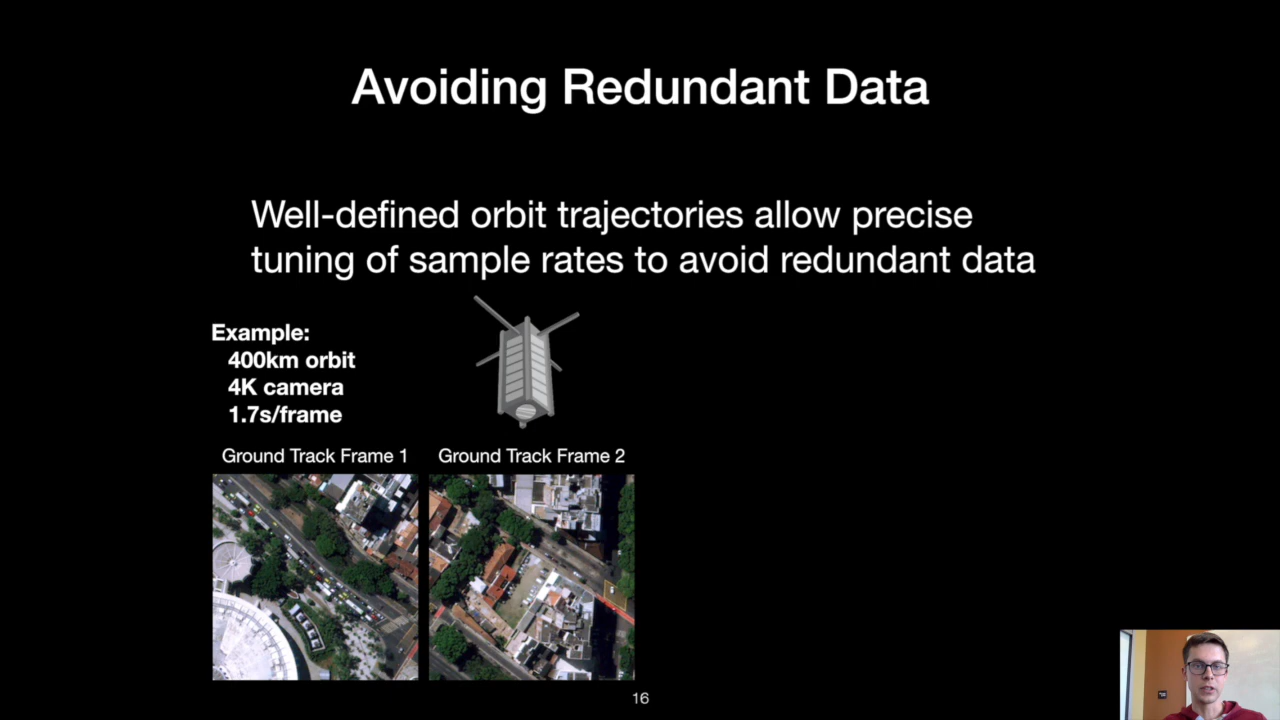 Avoiding Redundant Data
Well-defined orbit trajectories allow precise
tuning of sample rates to avoid redundant data
Example:
400km orbit
4K camera
1.7s/frame
Ground Track Frame 1
Ground Track Frame 2
16